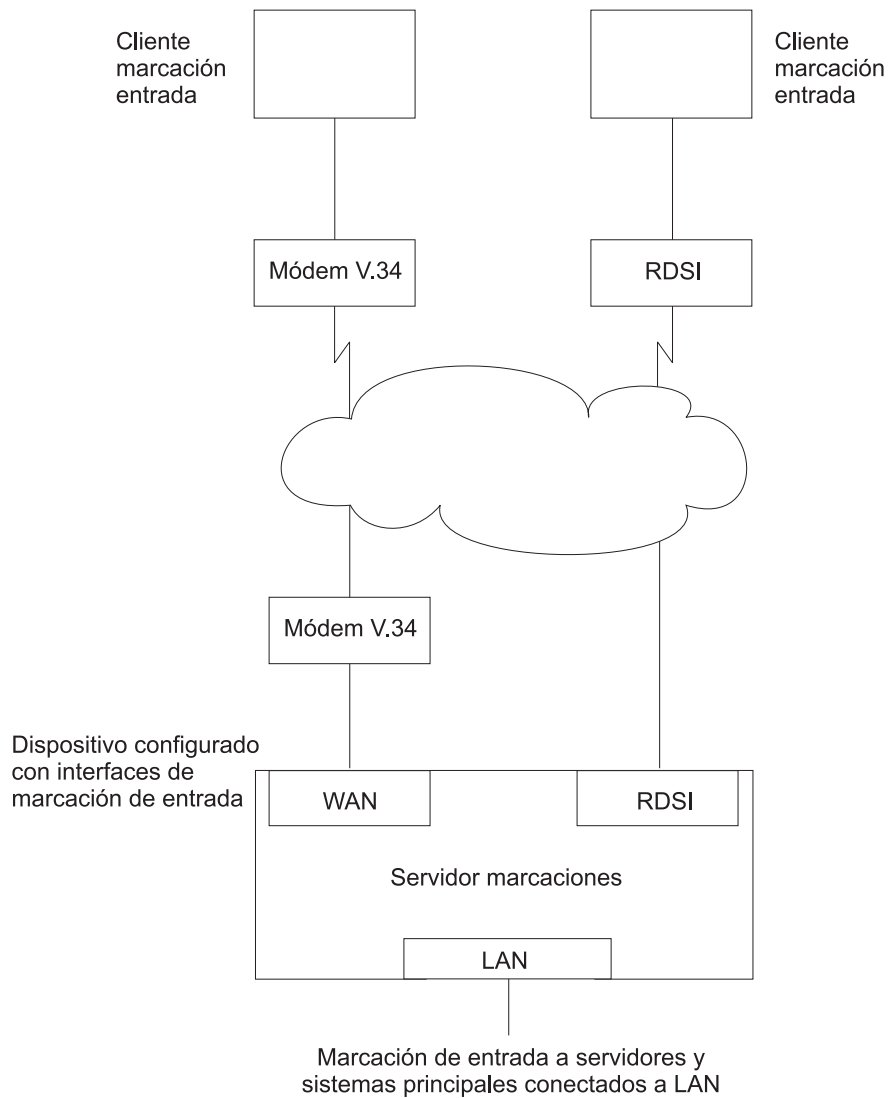 Cliente
marcación
entrada
Cliente
marcación
entrada
Módem V.34
RDSI
Módem V.34
Dispositivo configurado
con interfaces de
marcación de entrada
WAN
RDSI
Servidor marcaciones
LAN
Marcación de entrada a servidores y
sistemas principales conectados a LAN